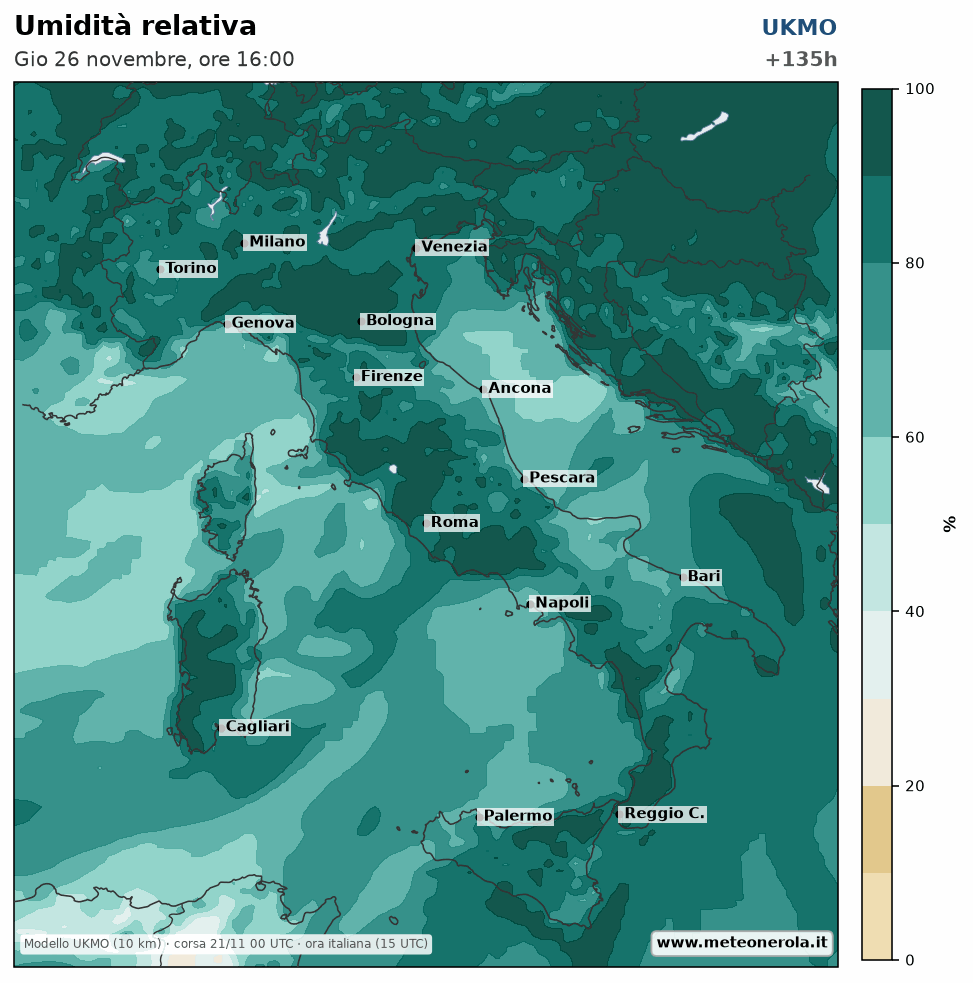 Umidità relativa
UKMO
Gio 26 novembre, ore 16:00
+135h
100
80
60
40
20
0
%
Milano
Venezia
Torino
Genova
Bologna
Firenze
Ancona
Pescara
Roma
Bari
Napoli
Cagliari
Palermo
Reggio C.
Modello UKMO (10 km) · corsa 21/11 00 UTC · ora italiana (15 UTC)
www.meteonerola.it